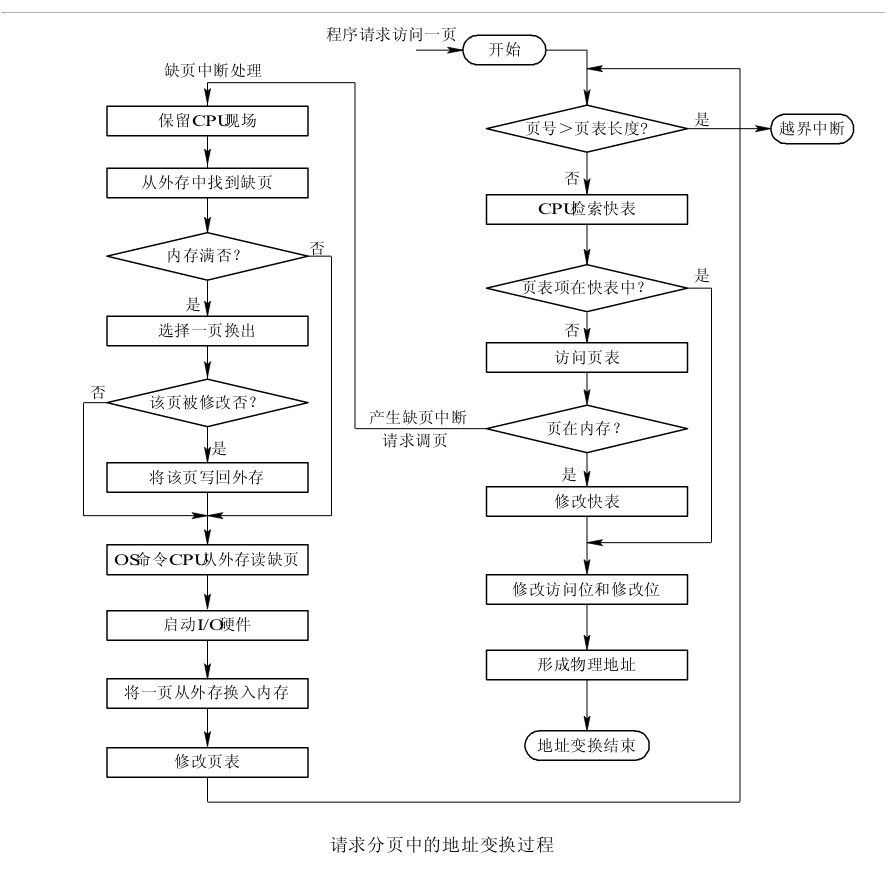 程序请求访问一页
开始
缺页中断处理
保留CPU现场
页号＞页表长度?
是
越界中断
从外存中找到缺页
否
CPU检索快表
内存满否?
否
是
页表项在快表中?
是
选择一页换出
否
访问页表
否
该页被修改否?
产生缺页中断
请求调页
页在内存?
是
是
将该页写回外存
修改快表
OS命令CPU从外存读缺页
修改访问位和修改位
启动I/O硬件
形成物理地址
将一页从外存换入内存
地址变换结束
修改页表
请求分页中的地址变换过程